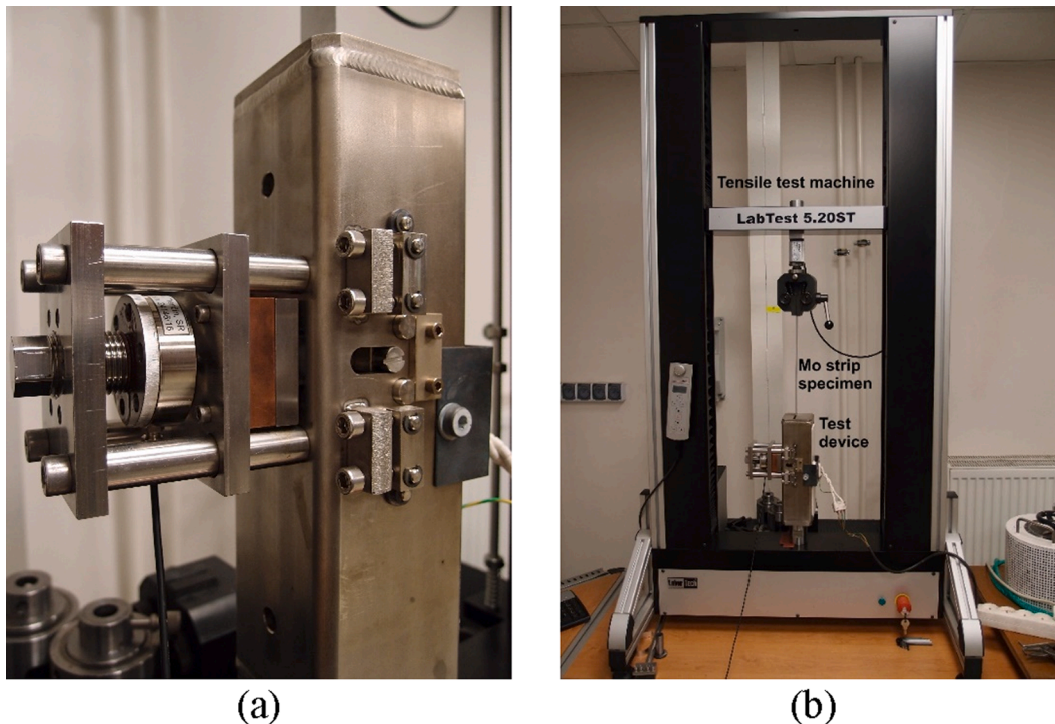 Tensile test machine
LabTest 5.20ST
Mo strip
specimen
Test
device
(a)
(b)